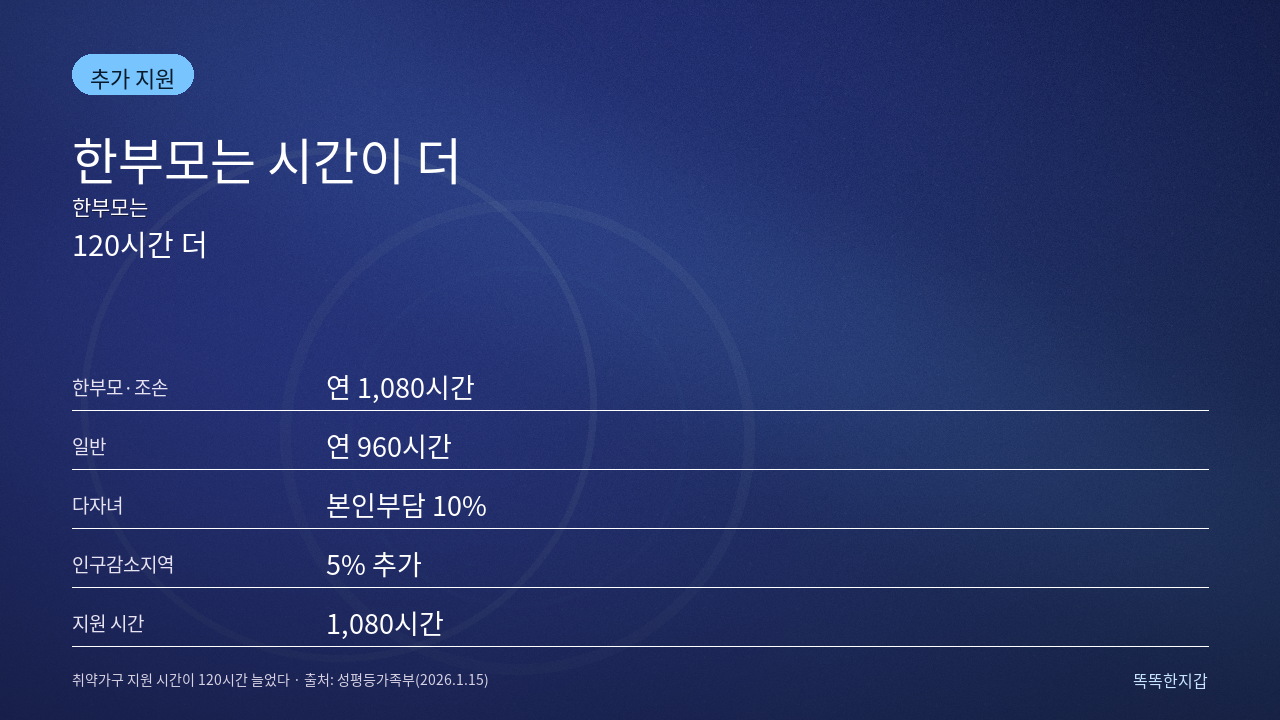 추가 지원
한부모는 시간이 더
한부모는
120시간 더
한부모·조손 연 1,080시간
일반 연 960시간
다자녀 본인부담 10%
인구감소지역 5% 추가
지원 시간 1,080시간
취약가구 지원 시간이 120시간 늘었다 · 출처: 성평등가족부(2026.1.15)
똑똑한지갑